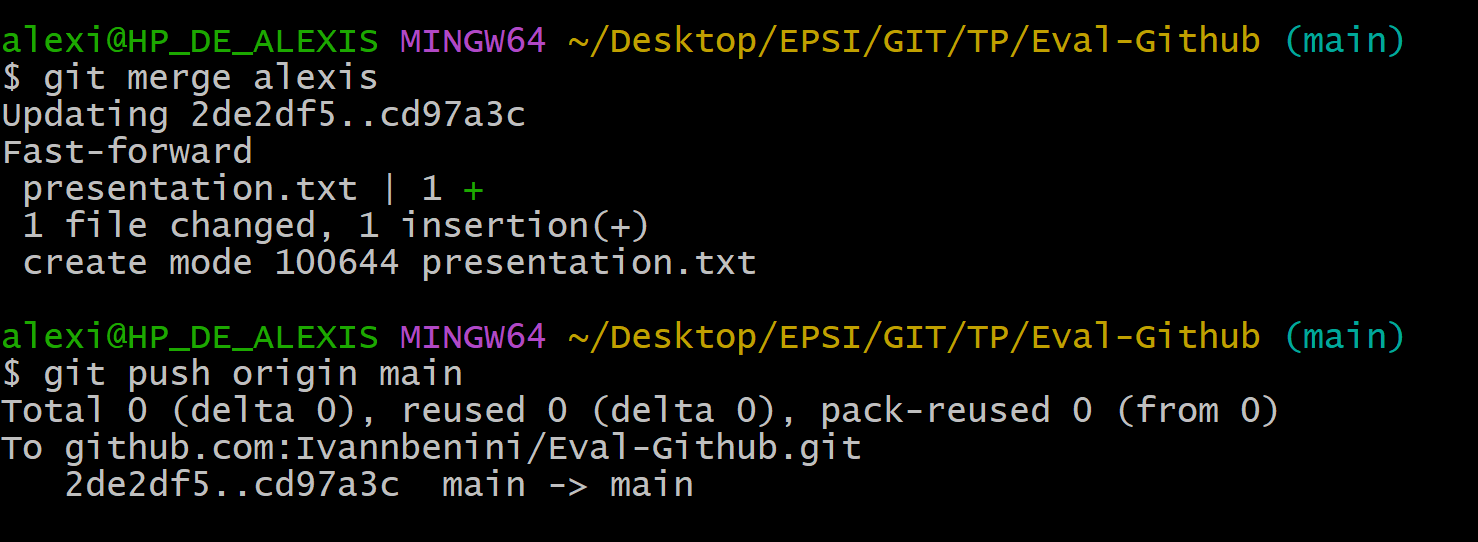 alexi@HP_DE_ALEXIS MINGW64 ~/Desktop/EPSI/GIT/TP/Eval-Github (main)
$ git merge alexis
Updating 2de2df5..cd97a3c
Fast-forward
 presentation.txt | 1 +
 1 file changed, 1 insertion(+)
 create mode 100644 presentation.txt

alexi@HP_DE_ALEXIS MINGW64 ~/Desktop/EPSI/GIT/TP/Eval-Github (main)
$ git push origin main
Total 0 (delta 0), reused 0 (delta 0), pack-reused 0 (from 0)
To github.com:Ivannbenini/Eval-Github.git
   2de2df5..cd97a3c  main -> main